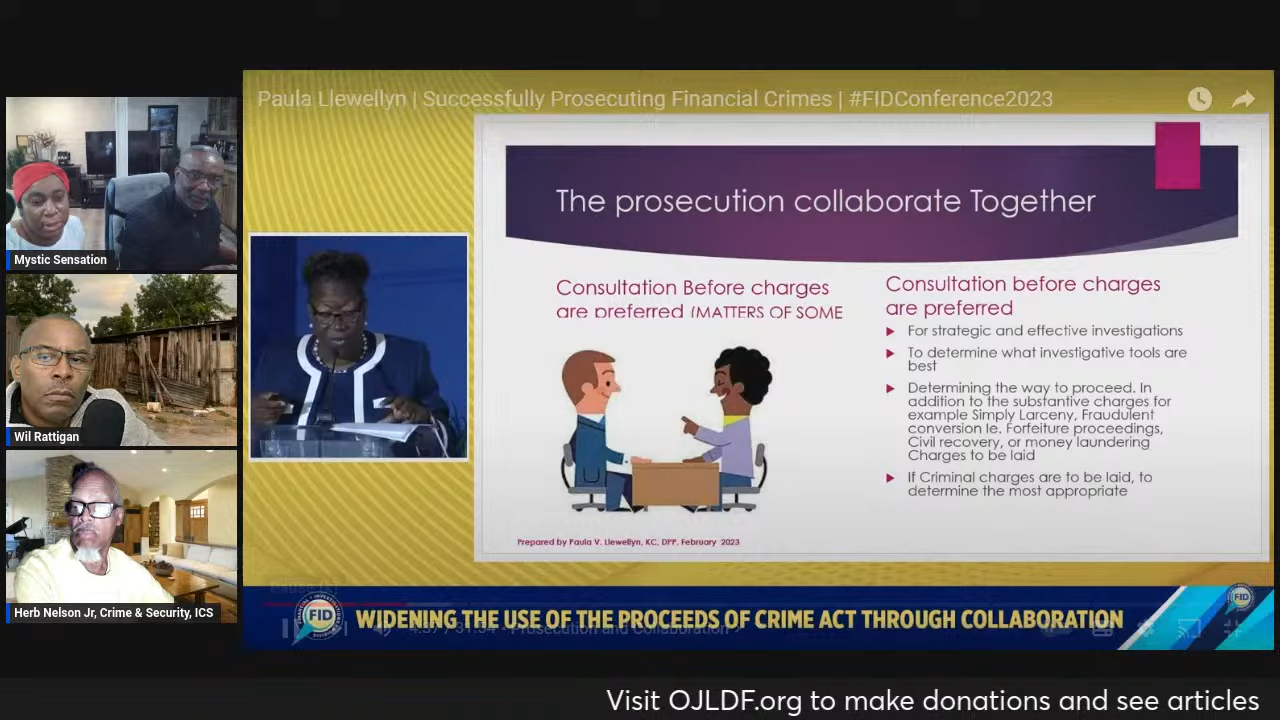 Paula Llewellyn | Successfully Prosecuting Financial Crimes | #FIDConference2023
The prosecution collaborate Together
Consultation Before charges
are preferred (MATTERS OF SOME
Consultation before charges
are preferred
For strategic and effective investigations
To determine what investigative tools are
best
Determining the way to proceed. In
addition to the substantive charges for
example Simply Larceny, Fraudulent
conversion Ie. Forfeiture proceedings,
Civil recovery, or money laundering
Charges to be laid
If Criminal charges are to be laid, to
determine the most appropriate
Prepared by Paula V. Llewellyn, KC, DPP, February 2023
Mystic Sensation
Wil Rattigan
Herb Nelson Jr, Crime & Security, ICS
FID
WIDENING THE USE OF THE PROCEEDS OF CRIME ACT THROUGH COLLABORATION
FID
Prosecution and Collaboration
Visit OJLDF.org to make donations and see articles